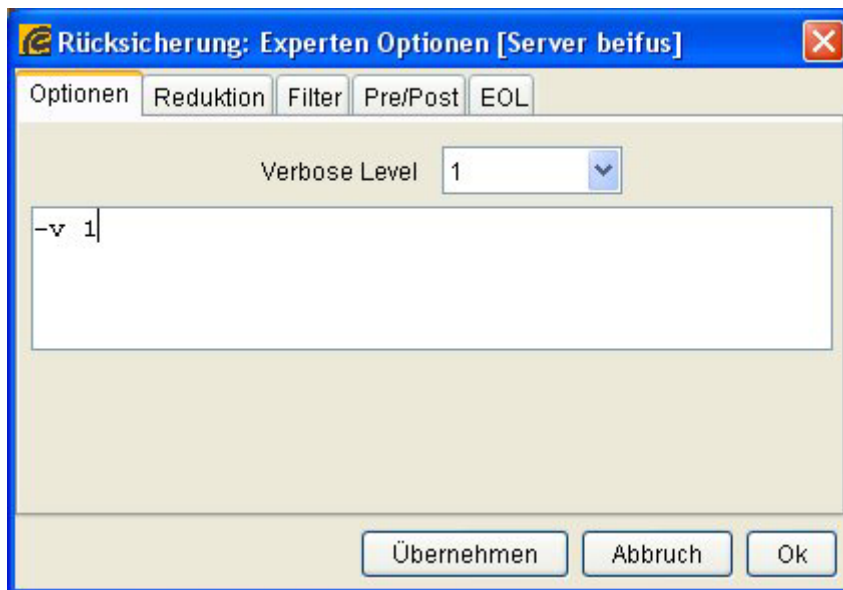 Rücksicherung: Experten Optionen [Server beifus]
Optionen Reduktion Filter Pre/Post EOL
Verbose Level 1
-v 1
Übernehmen Abbruch Ok